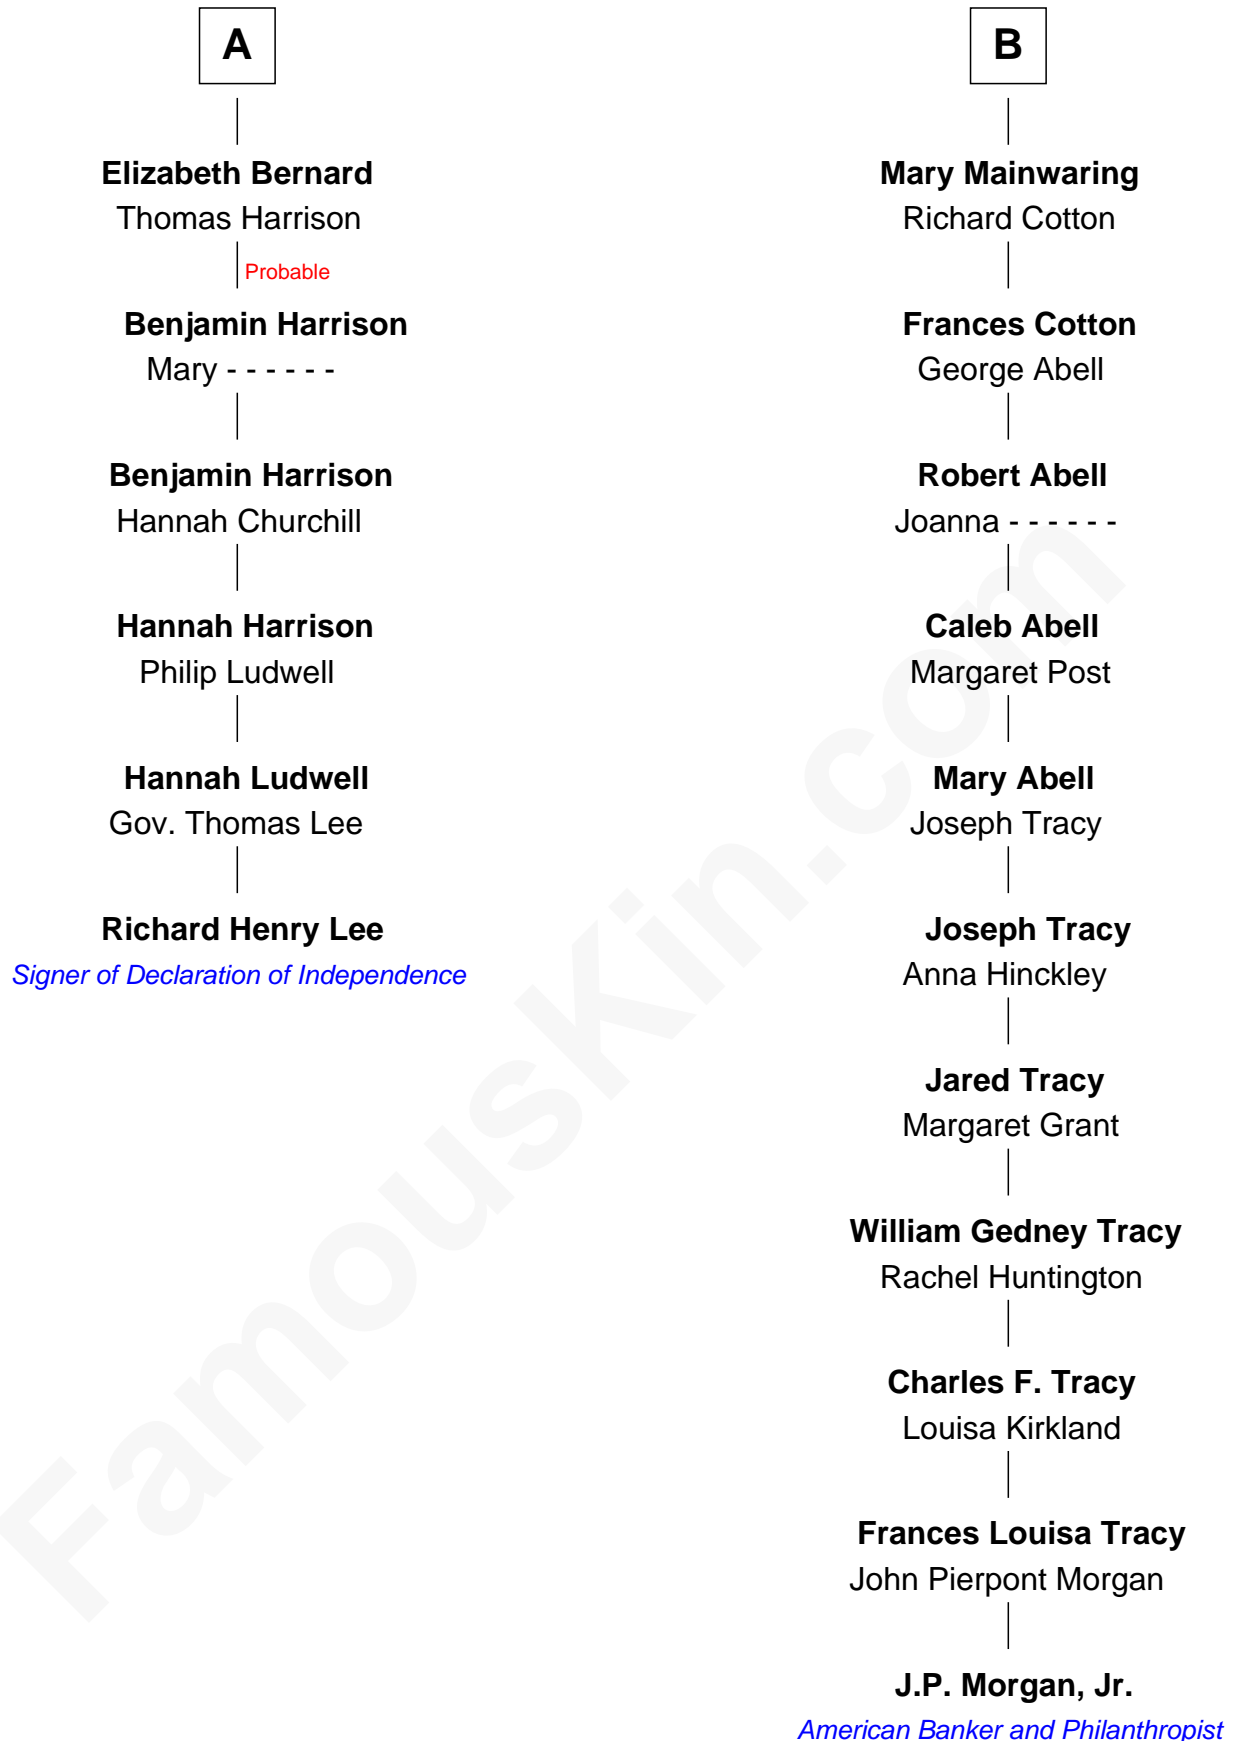 A
Elizabeth Bernard
Thomas Harrison
Probable
Benjamin Harrison
Mary - - - - - -
Benjamin Harrison
Hannah Churchill
Hannah Harrison
Philip Ludwell
Hannah Ludwell
Gov. Thomas Lee
Richard Henry Lee
Signer of Declaration of Independence
B
Mary Mainwaring
Richard Cotton
Frances Cotton
George Abell
Robert Abell
Joanna - - - - - -
Caleb Abell
Margaret Post
Mary Abell
Joseph Tracy
Joseph Tracy
Anna Hinckley
Jared Tracy
Margaret Grant
William Gedney Tracy
Rachel Huntington
Charles F. Tracy
Louisa Kirkland
Frances Louisa Tracy
John Pierpont Morgan
J.P. Morgan, Jr.
American Banker and Philanthropist
FamousKin.com